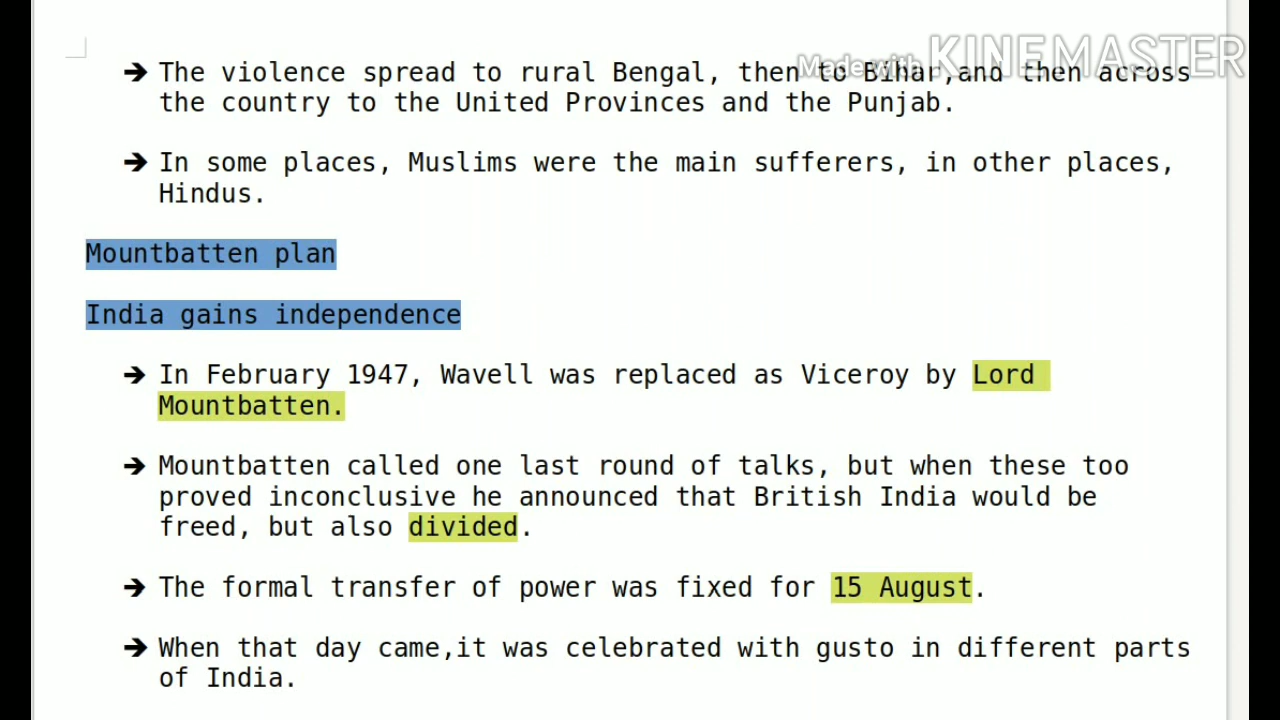 Made with KINEMASTER
➔ The violence spread to rural Bengal, then to Bihar,and then across
the country to the United Provinces and the Punjab.
➔ In some places, Muslims were the main sufferers, in other places,
Hindus.
Mountbatten plan
India gains independence
➔ In February 1947, Wavell was replaced as Viceroy by Lord
Mountbatten.
➔ Mountbatten called one last round of talks, but when these too
proved inconclusive he announced that British India would be
freed, but also divided.
➔ The formal transfer of power was fixed for 15 August.
➔ When that day came,it was celebrated with gusto in different parts
of India.